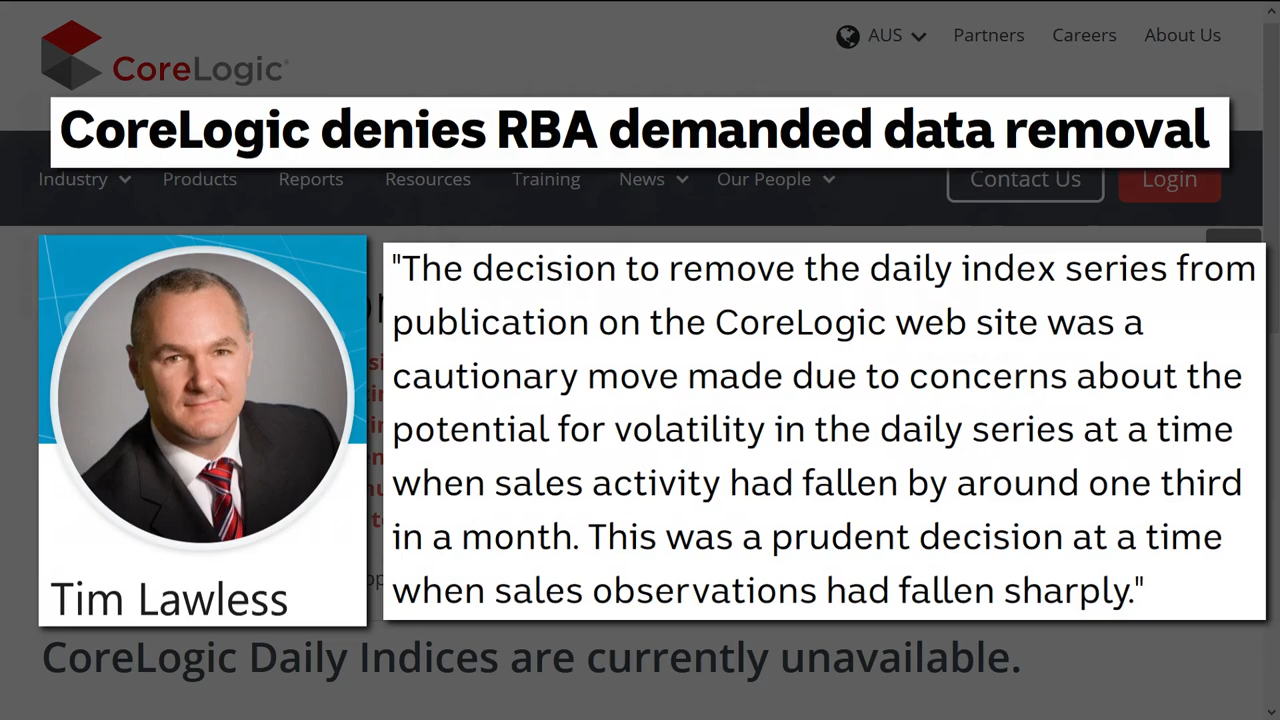 CoreLogic
AUS
Partners
Careers
About Us
CoreLogic denies RBA demanded data removal
Industry
Products
Reports
Resources
Training
News
Our People
Contact Us
Login
"The decision to remove the daily index series from
publication on the CoreLogic web site was a
cautionary move made due to concerns about the
potential for volatility in the daily series at a time
when sales activity had fallen by around one third
in a month. This was a prudent decision at a time
when sales observations had fallen sharply."
Tim Lawless
CoreLogic Daily Indices are currently unavailable.